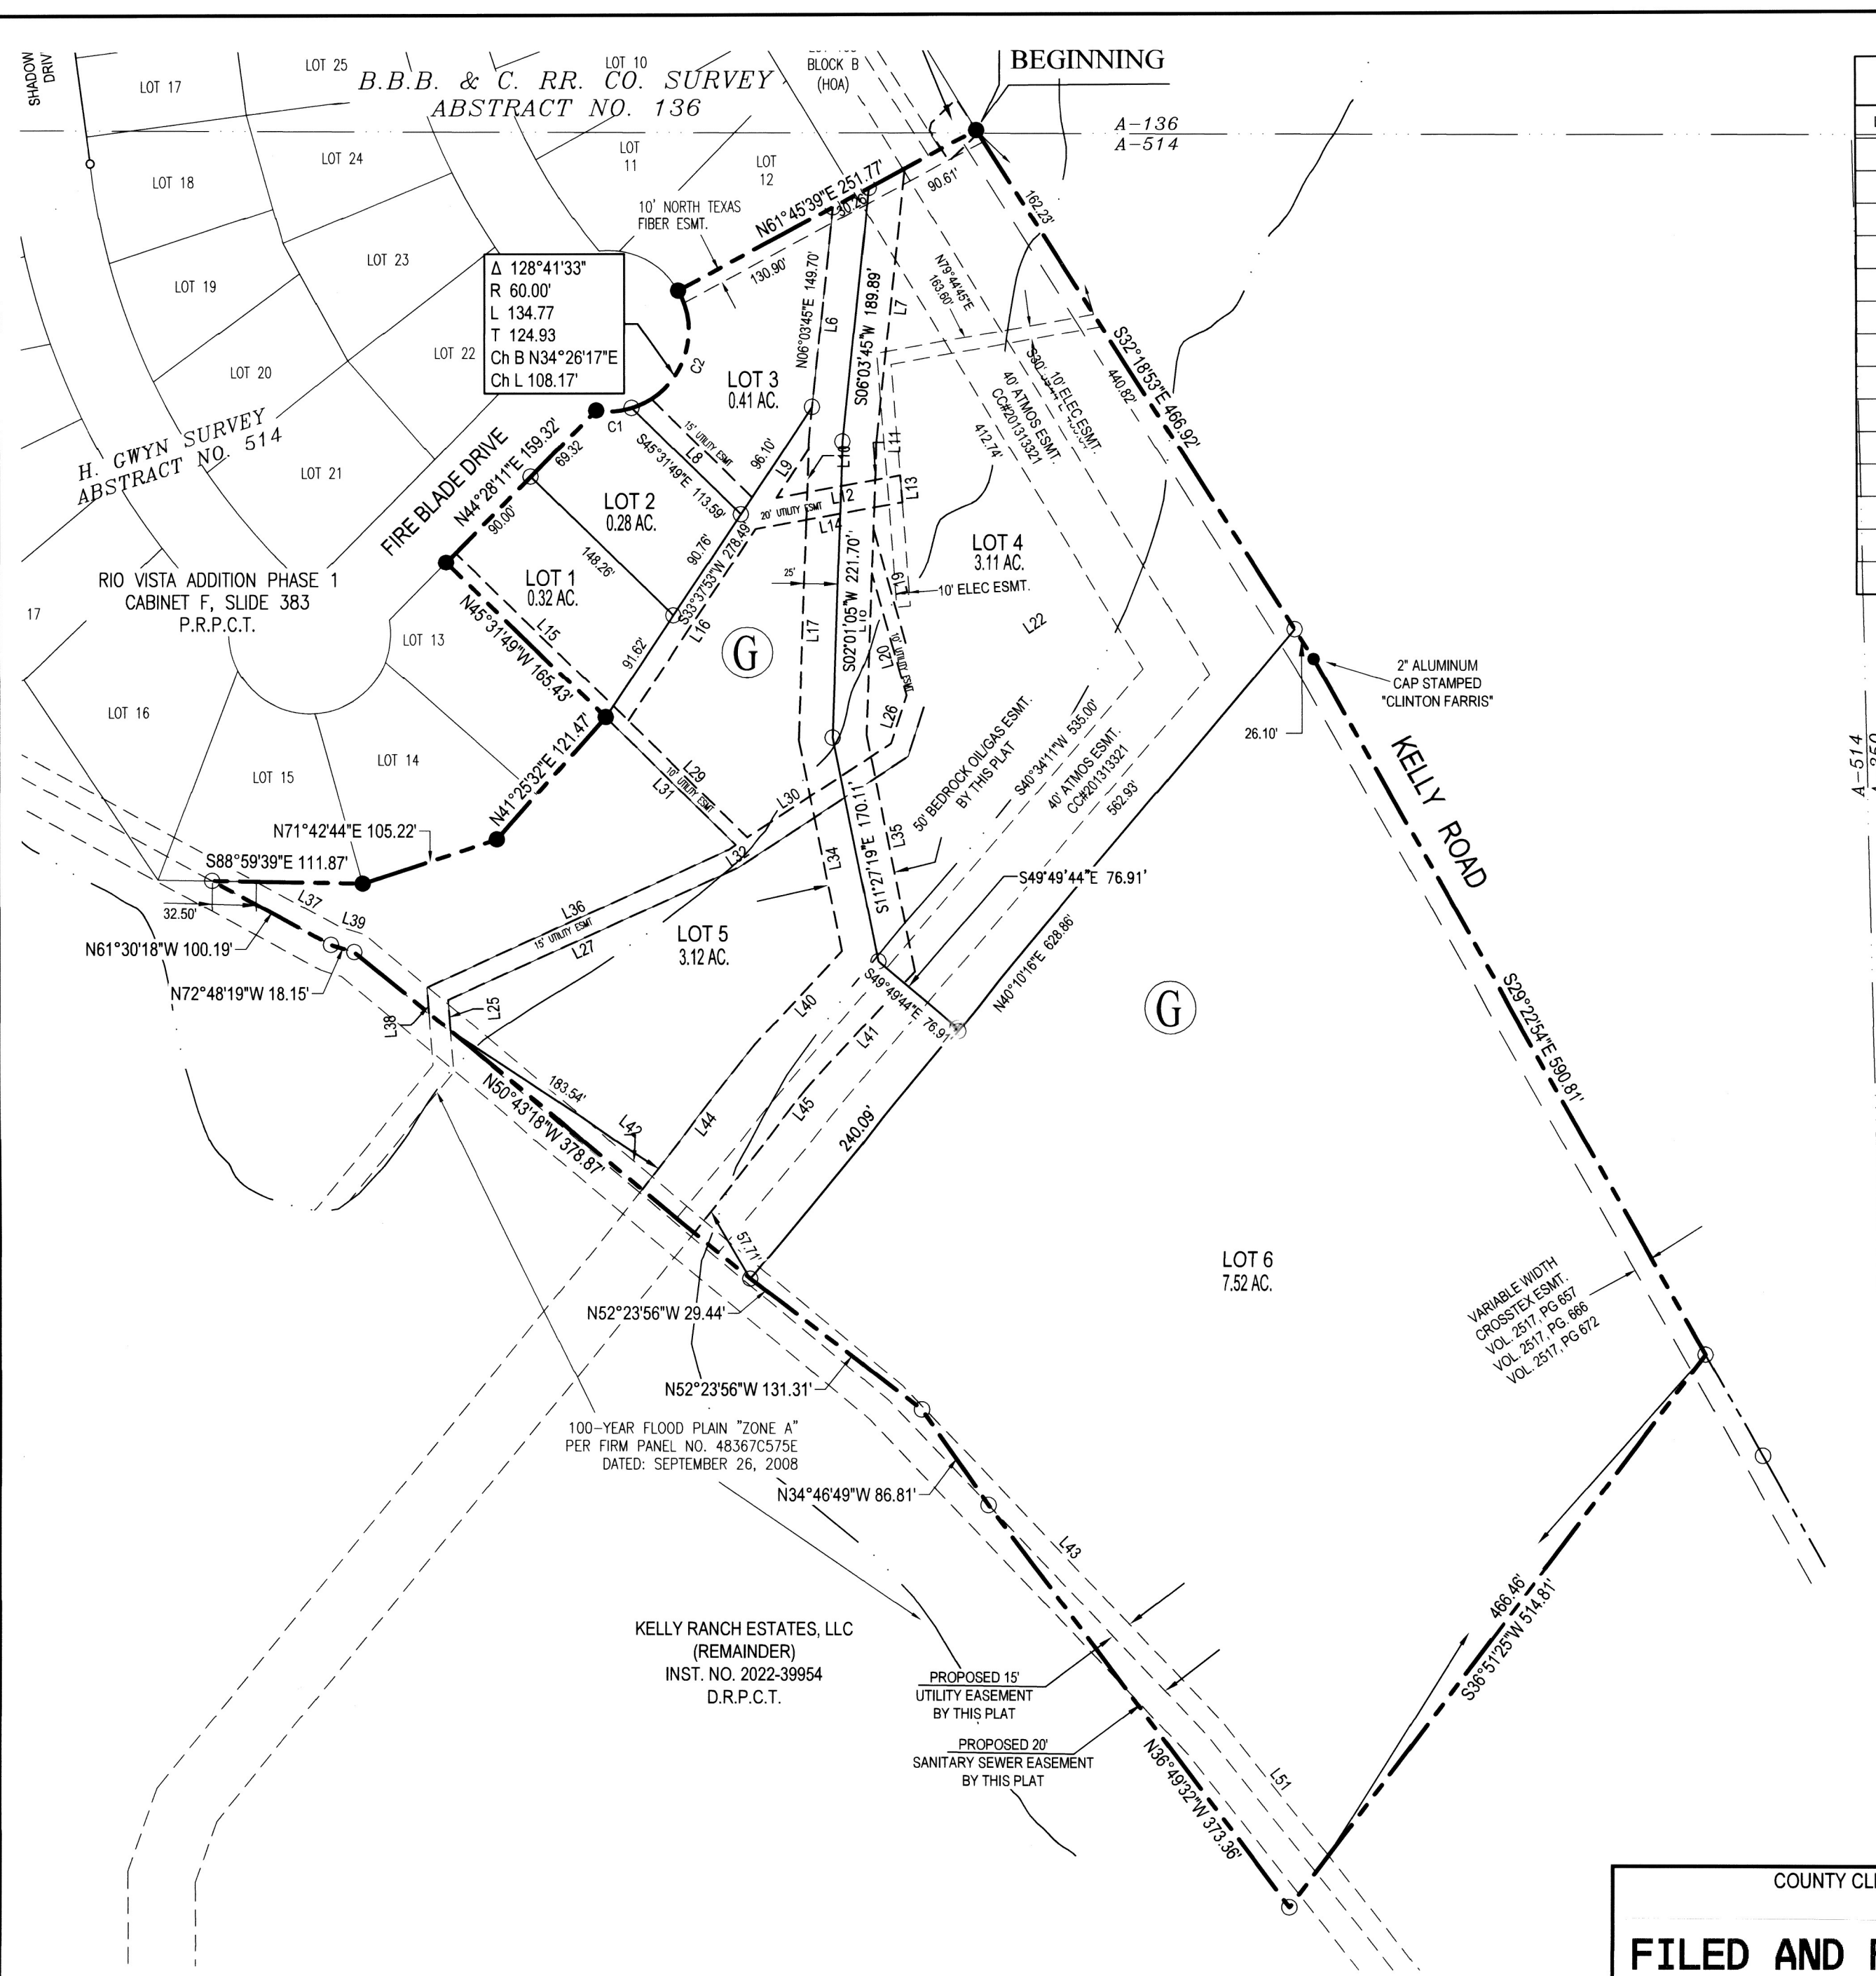 SHADOW
DRIV
LOT 17
LOT 25
B.B.B. & C. RR. CO. SURVEY
ABSTRACT NO. 136
LOT 10
BLOCK B
(HOA)
BEGINNING
A-136
A-514
LOT 18
LOT 24
LOT
11
LOT
12
N61°45'39"E 251.77'
30.26'
90.61'
130.90'
162.23'
10' NORTH TEXAS
FIBER ESMT.
LOT 19
LOT 23
Δ 128°41'33"
R 60.00'
L 134.77
T 124.93
Ch B N34°26'17"E
Ch L 108.17'
C2
N06°03'45"E 149.70'
L6
S06°03'45"W 189.89'
L7
N79°44'45"E
163.60'
S32°18'53"E 466.92'
440.82'
10' ELEC ESMT.
40' ATMOS ESMT.
CC#201313321
412.74'
LOT 22
LOT 20
LOT 3
0.41 AC.
H. GWYN SURVEY
ABSTRACT NO. 514
LOT 21
FIRE BLADE DRIVE
N44°28'11"E 159.32'
69.32
90.00'
C1
15' UTILITY ESMT
L8
S45°31'49"E 113.59'
96.10'
L9
L11
L12
L13
20' UTILITY ESMT
L14
LOT 2
0.28 AC.
148.26'
90.76'
S33°37'53"W 278.49'
LOT 4
3.11 AC.
LOT 1
0.32 AC.
25'
S02°01'05"W 221.70'
L19
10' ELEC ESMT.
L22
RIO VISTA ADDITION PHASE 1
CABINET F, SLIDE 383
P.R.P.C.T.
17
LOT 13
N45°31'49"W 165.43'
L15
91.62'
L16
G
L17
L20
10' UTILITY ESMT
L26
2" ALUMINUM
CAP STAMPED
"CLINTON FARRIS"
26.10'
KELLY ROAD
A-514
LOT 16
LOT 15
LOT 14
N41°25'32"E 121.47'
L29
10' UTILITY ESMT
L31
L30
L32
L34
S11°27'19"E 170.11'
L35
50' BEDROCK OIL/GAS ESMT.
BY THIS PLAT
S40°34'11"W 535.00'
40' ATMOS ESMT.
CC#201313321
562.93'
N71°42'44"E 105.22'
S88°59'39"E 111.87'
32.50'
L37
L39
N61°30'18"W 100.19'
N72°48'19"W 18.15'
L36
15' UTILITY ESMT
L27
LOT 5
3.12 AC.
S49°49'44"E 76.91'
S49°49'44"E 76.91'
N40°10'16"E 628.86'
G
S29°22'54"E 590.81'
L38
L25
L40
L41
183.54'
N50°43'18"W 378.87'
L42
L44
L45
240.09'
57.71'
LOT 6
7.52 AC.
N52°23'56"W 29.44'
VARIABLE WIDTH
CROSSTEX ESMT.
VOL. 2517, PG 657
VOL. 2517, PG. 666
VOL. 2517, PG 672
N52°23'56"W 131.31'
100-YEAR FLOOD PLAIN "ZONE A"
PER FIRM PANEL NO. 48367C575E
DATED: SEPTEMBER 26, 2008
N34°46'49"W 86.81'
L43
466.46'
S36°51'25"W 514.81'
KELLY RANCH ESTATES, LLC
(REMAINDER)
INST. NO. 2022-39954
D.R.P.C.T.
PROPOSED 15'
UTILITY EASEMENT
BY THIS PLAT
PROPOSED 20'
SANITARY SEWER EASEMENT
BY THIS PLAT
N36°49'32"W 373.36'
L51
COUNTY CL
FILED AND